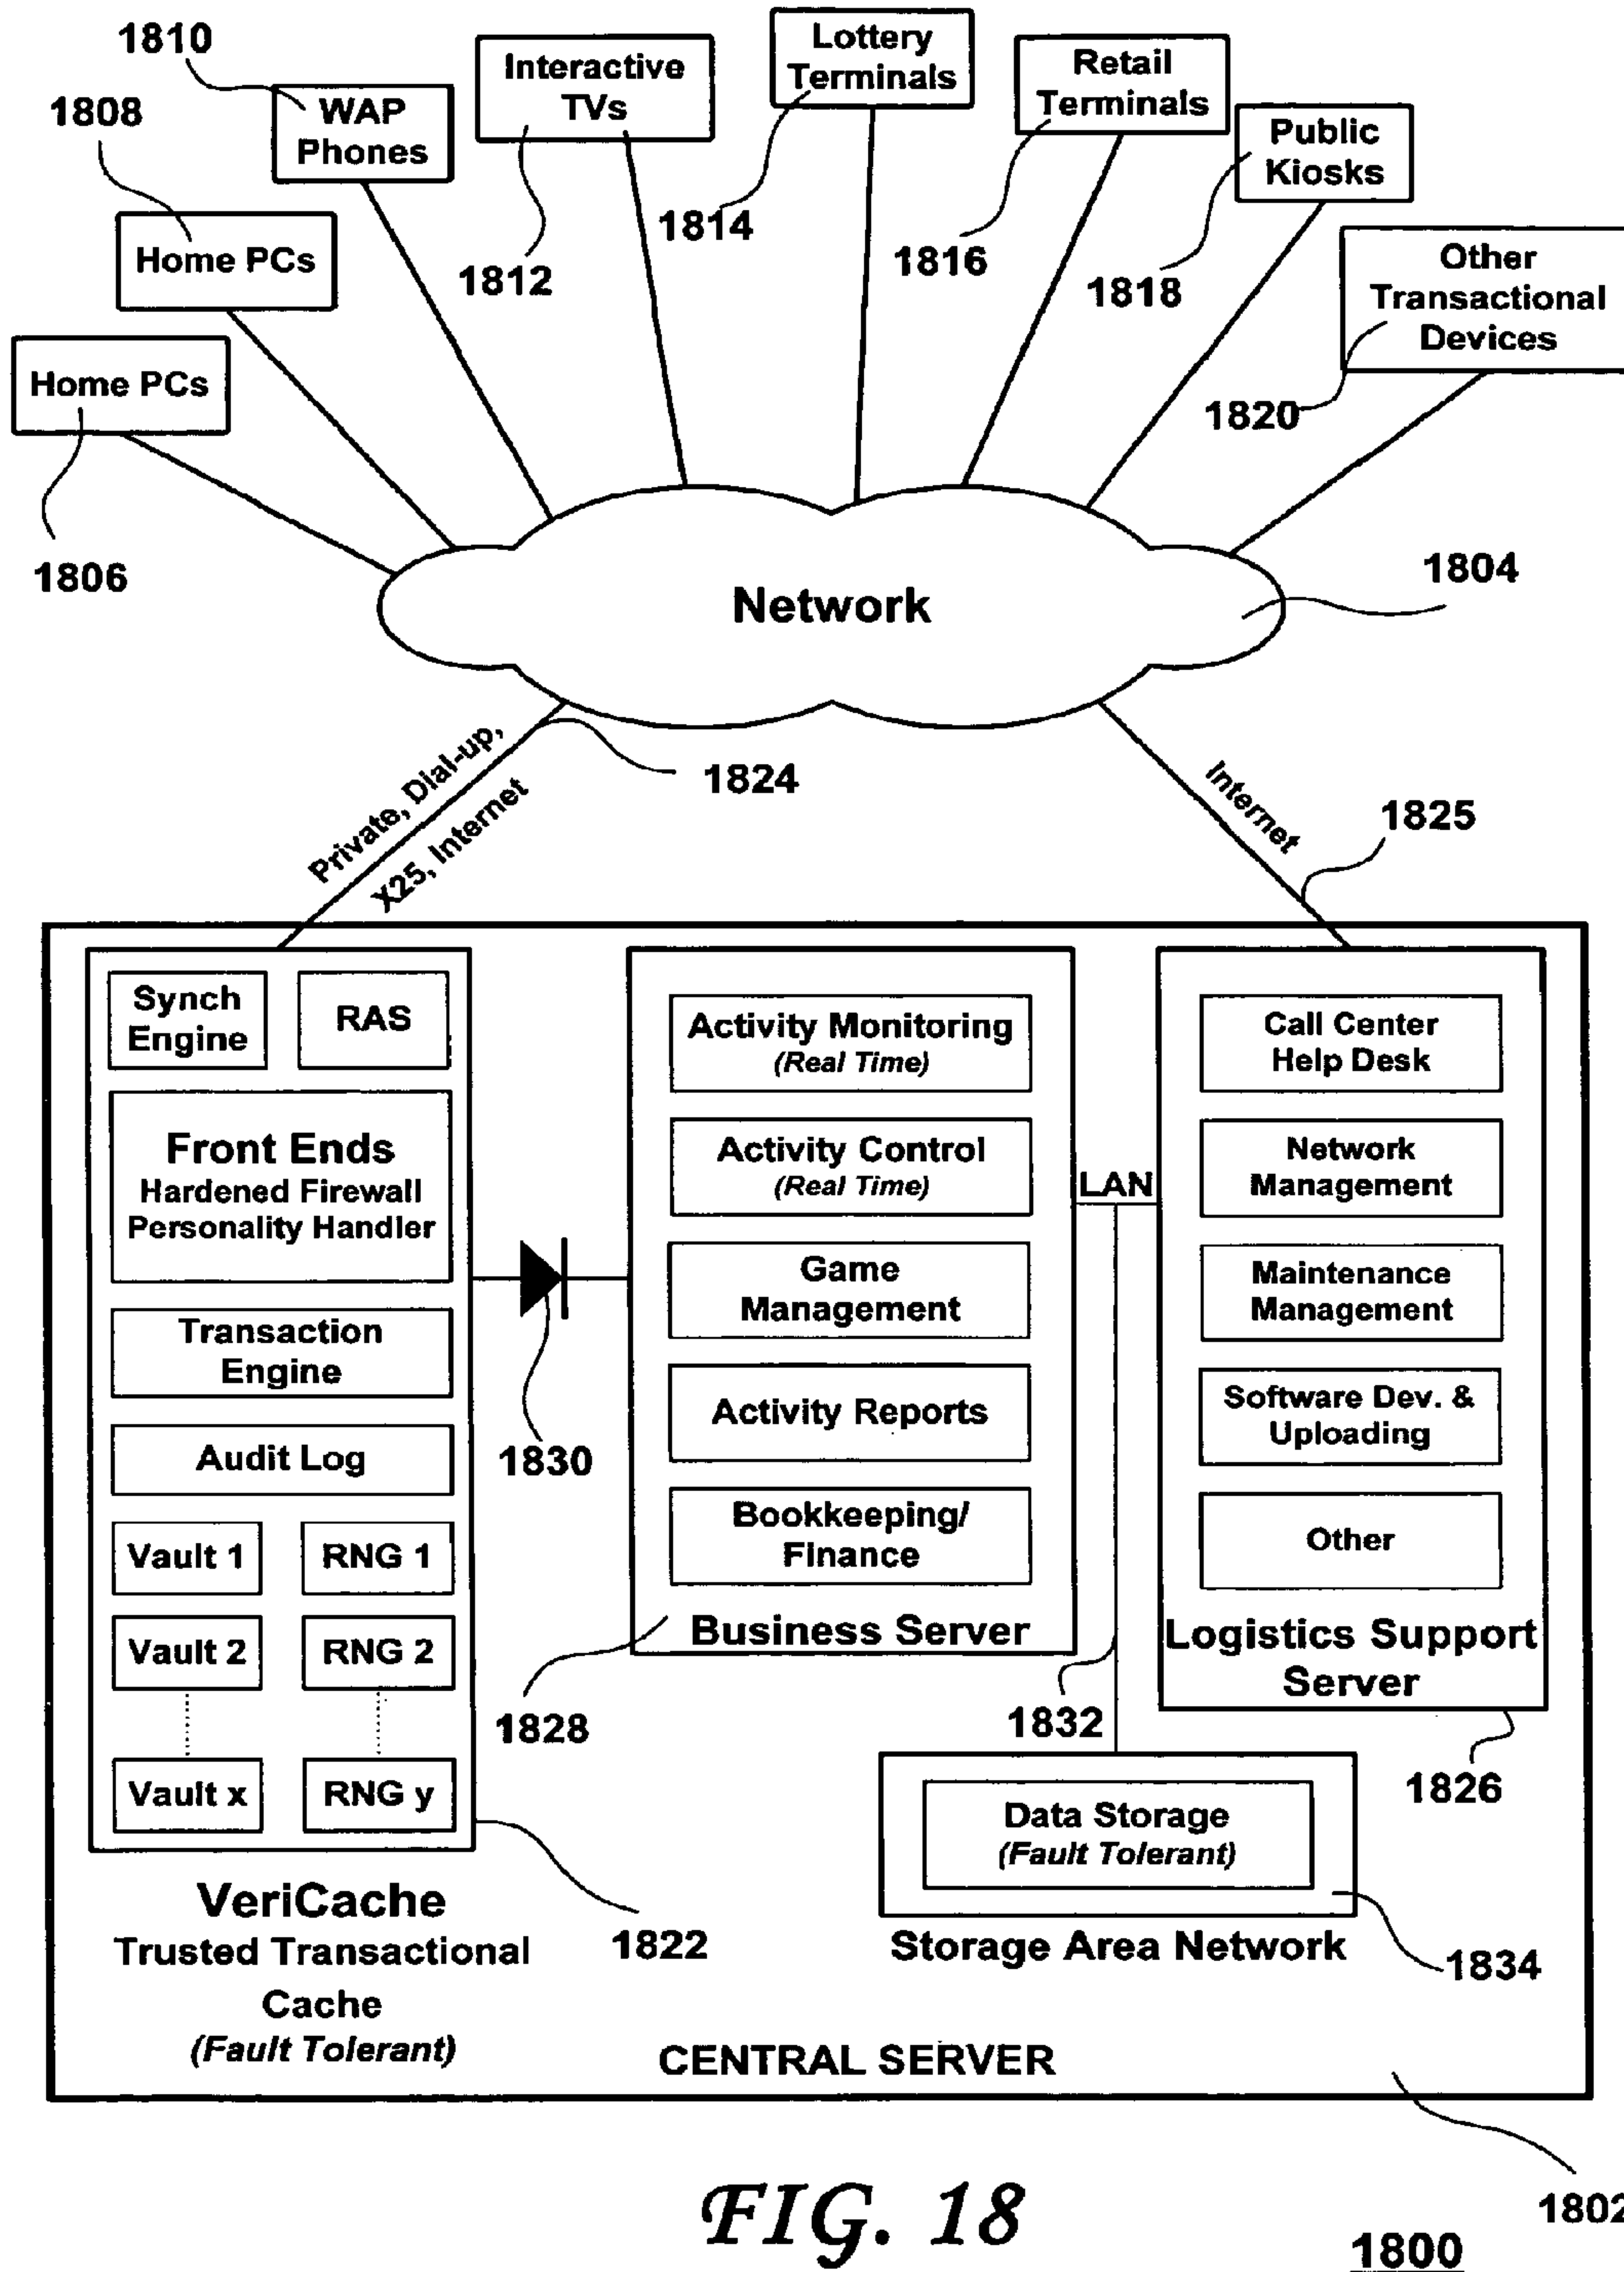 1810
Interactive
TVs
Lottery
Terminals
Retail
Terminals
1808
WAP
Phones
Public
Kiosks
Home PCs
1812
1814
1816
1818
Other
Transactional
Devices
Home PCs
1820
1806
Network
1804
Private, Dial-up,
X25, Internet
1824
Internet
1825
Synch
Engine
RAS
Front Ends
Hardened Firewall
Personality Handler
Transaction
Engine
Audit Log
Vault 1
RNG 1
Vault 2
RNG 2
Vault x
RNG y
VeriCache
Trusted Transactional
Cache
(Fault Tolerant)
1822
1830
Activity Monitoring
(Real Time)
Activity Control
(Real Time)
Game
Management
Activity Reports
Bookkeeping/
Finance
Business Server
1828
LAN
1832
Call Center
Help Desk
Network
Management
Maintenance
Management
Software Dev. &
Uploading
Other
Logistics Support
Server
1826
Data Storage
(Fault Tolerant)
Storage Area Network
1834
CENTRAL SERVER
1802
FIG. 18
1800